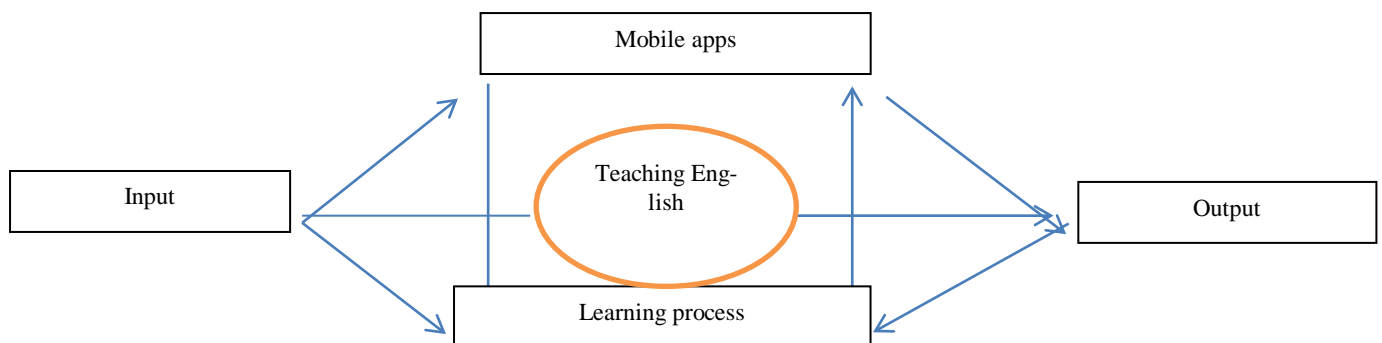 Mobile apps
Teaching Eng-
lish
Input
Output
Learning process